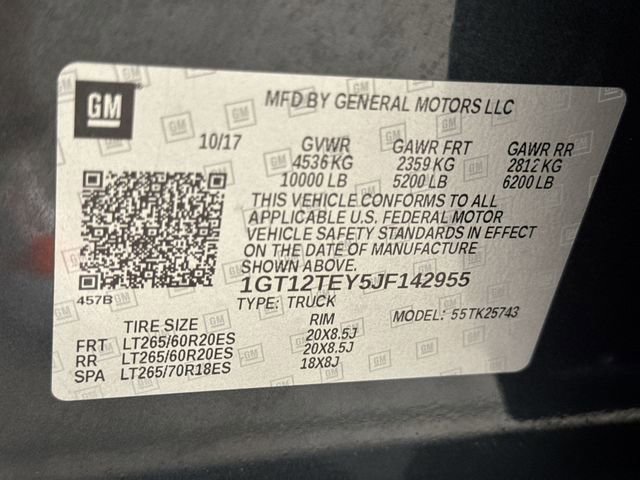 GM
MFD BY GENERAL MOTORS LLC
10/17 GVWR GAWR FRT GAWR RR
4536 KG 2359 KG 2812 KG
10000 LB 5200 LB 6200 LB
THIS VEHICLE CONFORMS TO ALL
APPLICABLE U.S. FEDERAL MOTOR
VEHICLE SAFETY STANDARDS IN EFFECT
ON THE DATE OF MANUFACTURE
SHOWN ABOVE.
457B
1GT12TEY5JF142955
TYPE: TRUCK MODEL: 55TK25743
TIRE SIZE RIM
FRT LT265/60R20ES 20X8.5J
RR LT265/60R20ES 20X8.5J
SPA LT265/70R18ES 18X8J